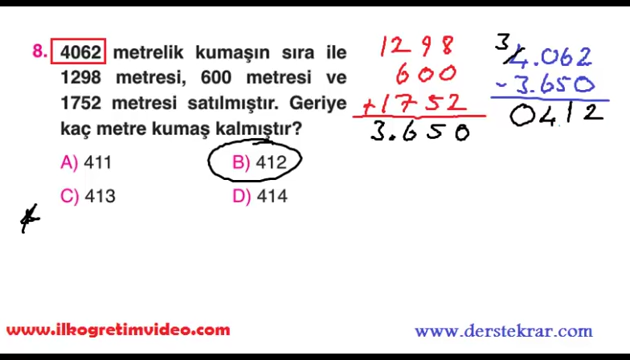 8. 4062 metrelik kumaşın sıra ile
1298 metresi, 600 metresi ve
1752 metresi satılmıştır. Geriye
kaç metre kumaş kalmıştır?
A) 411 B) 412
C) 413 D) 414
1298
600
+1752
3.650
3
4.062
-3.650
0412
www.ilkogretimvideo.com
www.derstekrar.com